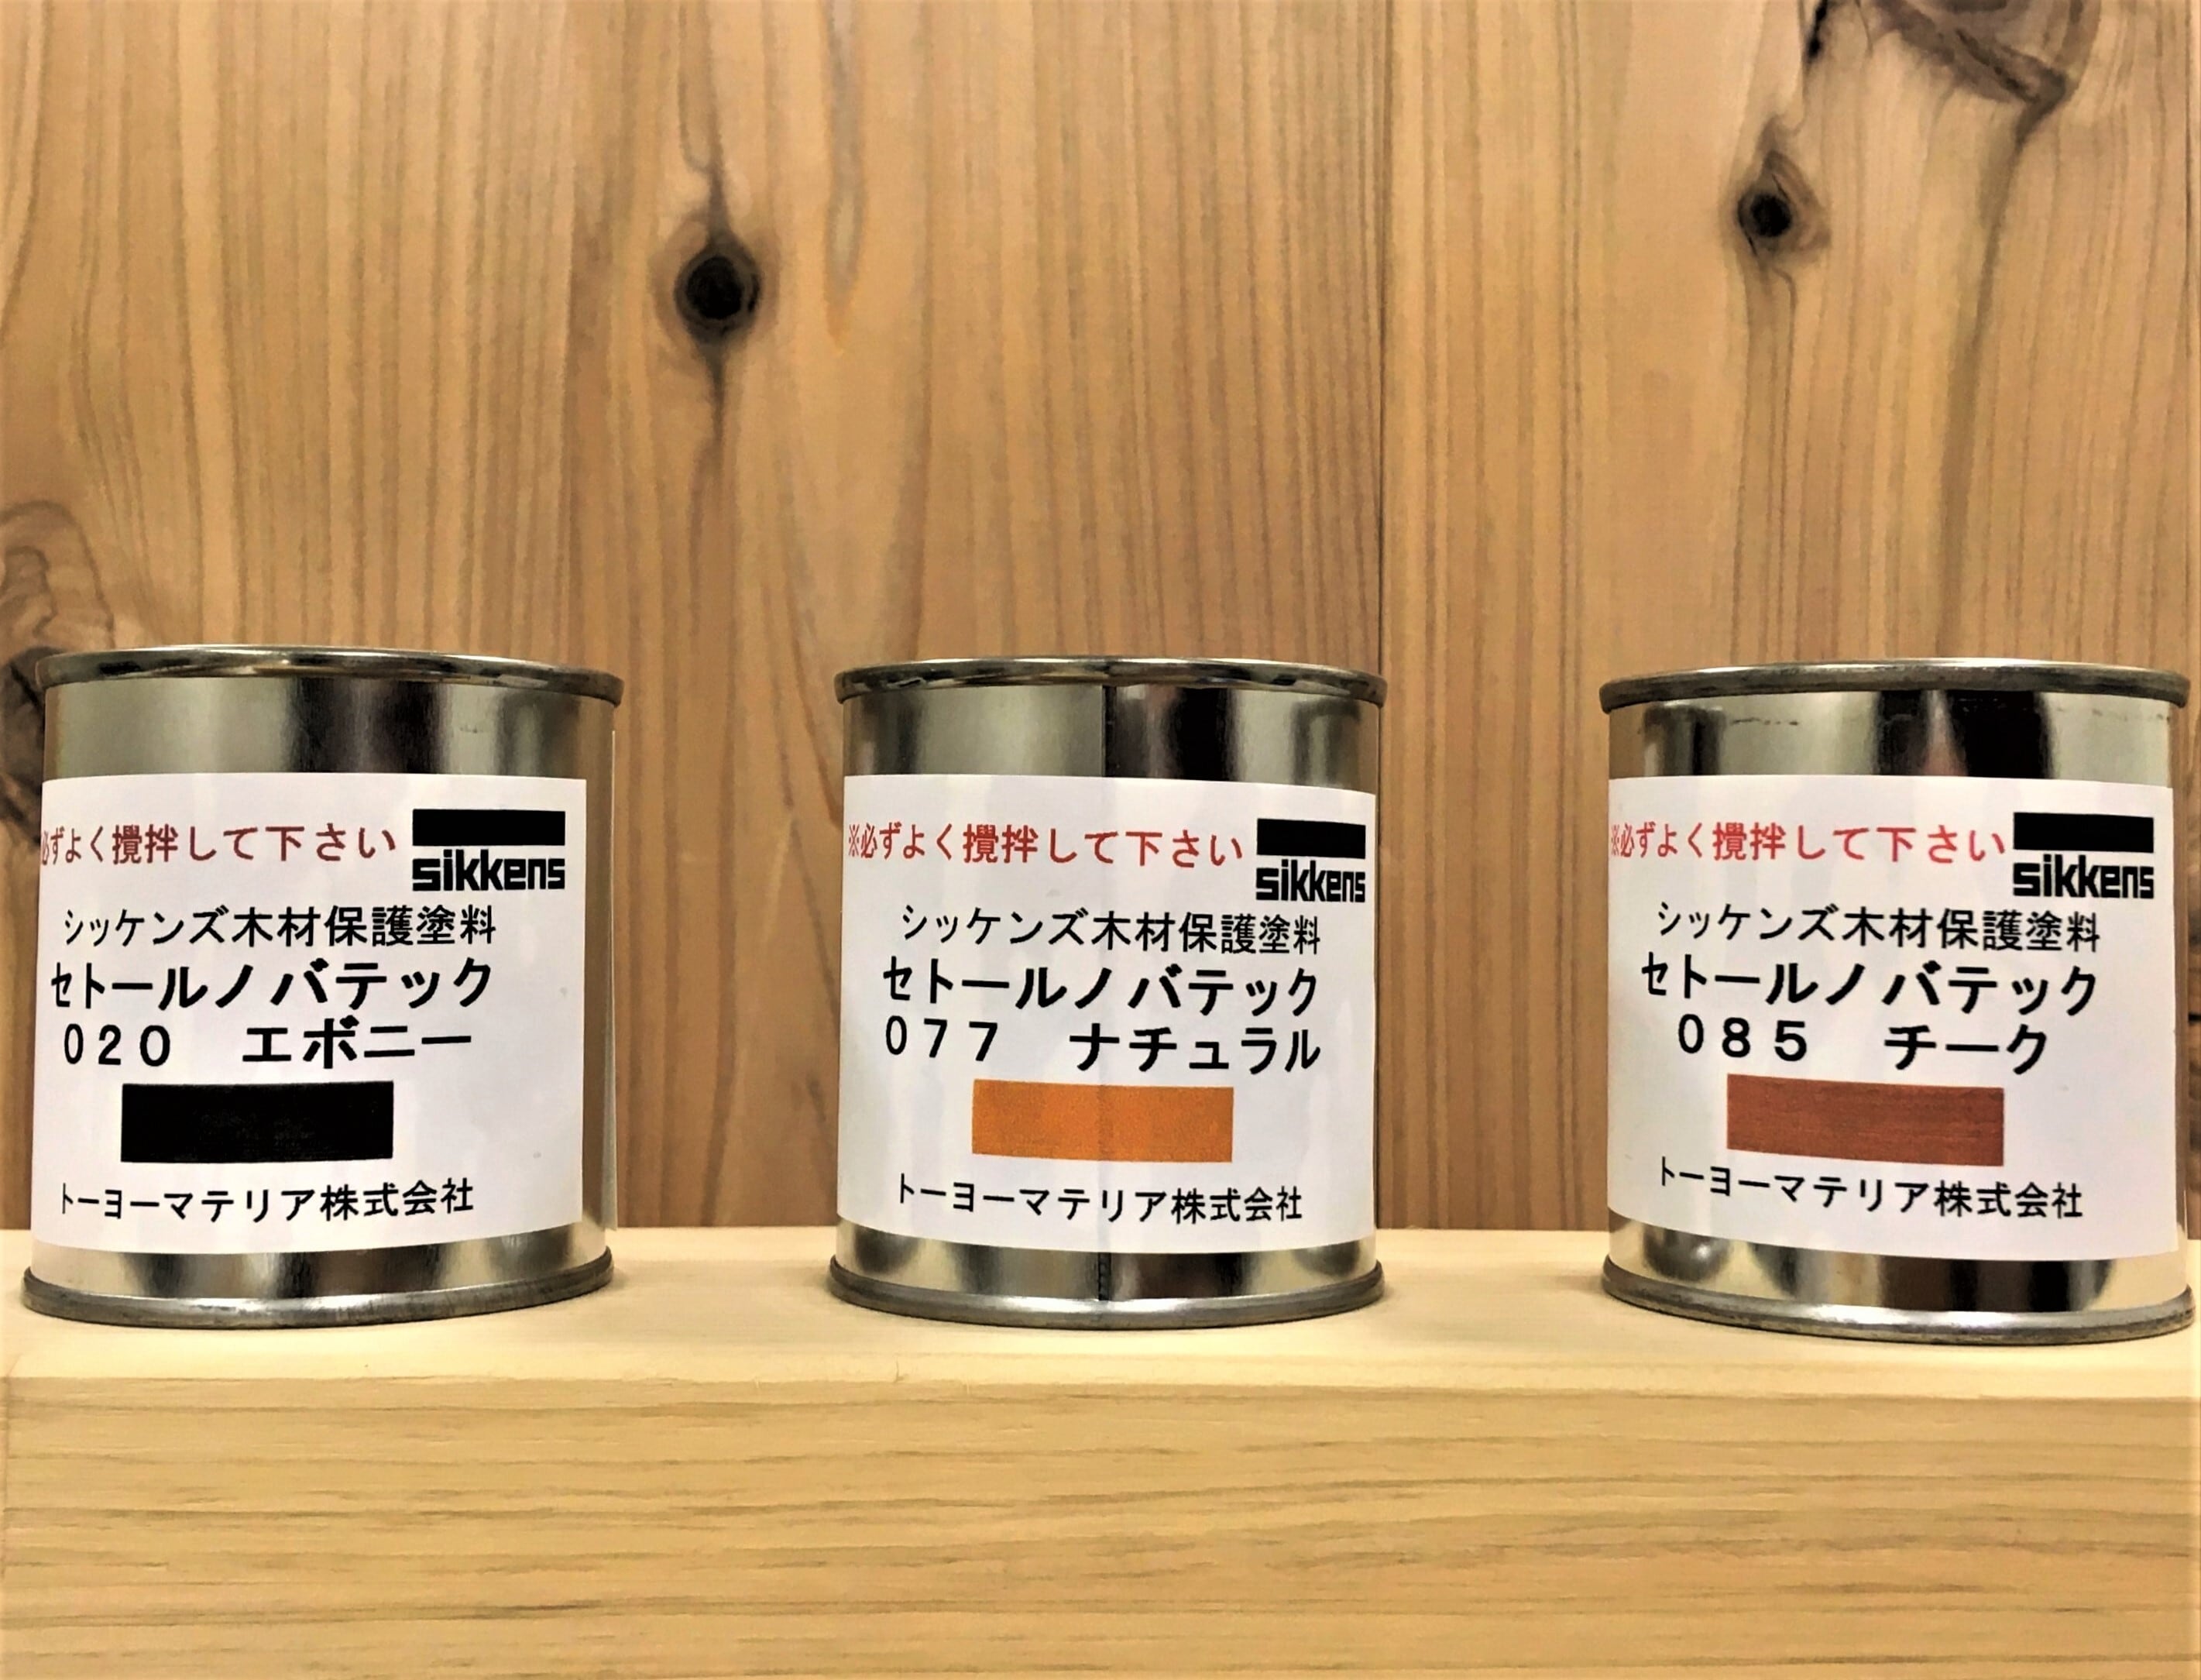 必ずよく攪拌して下さい
sikkens
シッケンズ木材保護塗料
セトールノバテック
020 エボニー
トーヨーマテリア株式会社
※必ずよく攪拌して下さい
sikkens
シッケンズ木材保護塗料
セトールノバテック
077 ナチュラル
トーヨーマテリア株式会社
※必ずよく攪拌して下さい
sikkens
シッケンズ木材保護塗料
セトールノバテック
085 チーク
トーヨーマテリア株式会社